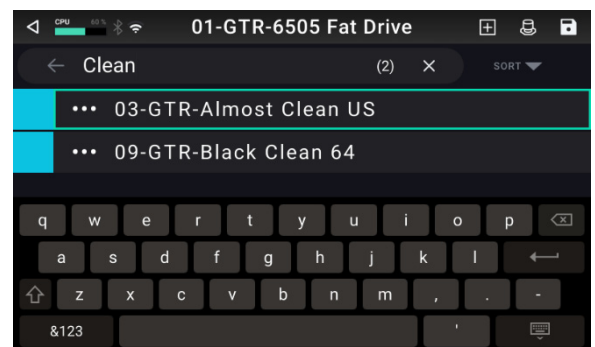 CPU 60% 01-GTR-6505 Fat Drive
Clean (2) SORT
03-GTR-Almost Clean US
09-GTR-Black Clean 64
q w e r t y u i o p
a s d f g h j k l
z x c v b n m , . -
&123 '